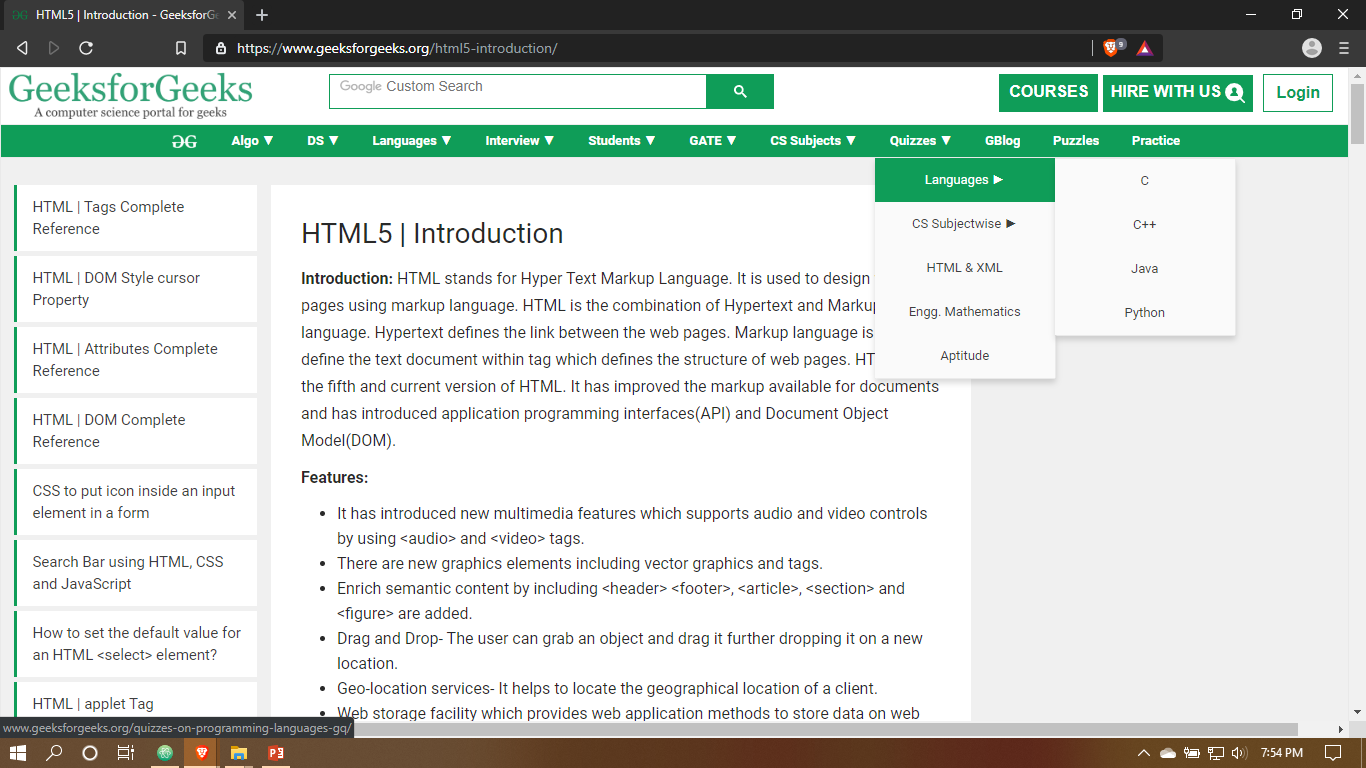 HTML5 | Introduction - GeeksforG
https://www.geeksforgeeks.org/html5-introduction/
9
GeeksforGeeks
A computer science portal for geeks
Google Custom Search
COURSES
HIRE WITH US
Login
Algo ▼ DS ▼ Languages ▼ Interview ▼ Students ▼ GATE ▼ CS Subjects ▼ Quizzes ▼ GBlog Puzzles Practice
Languages ▶
CS Subjectwise ▶
HTML & XML
Engg. Mathematics
Aptitude
C
C++
Java
Python
HTML | Tags Complete
Reference
HTML | DOM Style cursor
Property
HTML | Attributes Complete
Reference
HTML | DOM Complete
Reference
CSS to put icon inside an input
element in a form
Search Bar using HTML, CSS
and JavaScript
How to set the default value for
an HTML <select> element?
HTML | applet Tag
HTML5 | Introduction
Introduction: HTML stands for Hyper Text Markup Language. It is used to design
pages using markup language. HTML is the combination of Hypertext and Markup
language. Hypertext defines the link between the web pages. Markup language is
define the text document within tag which defines the structure of web pages. HT
the fifth and current version of HTML. It has improved the markup available for documents
and has introduced application programming interfaces(API) and Document Object
Model(DOM).
Features:
• It has introduced new multimedia features which supports audio and video controls
by using <audio> and <video> tags.
• There are new graphics elements including vector graphics and tags.
• Enrich semantic content by including <header> <footer>, <article>, <section> and
<figure> are added.
• Drag and Drop- The user can grab an object and drag it further dropping it on a new
location.
• Geo-location services- It helps to locate the geographical location of a client.
• Web storage facility which provides web application methods to store data on web
www.geeksforgeeks.org/quizzes-on-programming-languages-gq/
7:54 PM